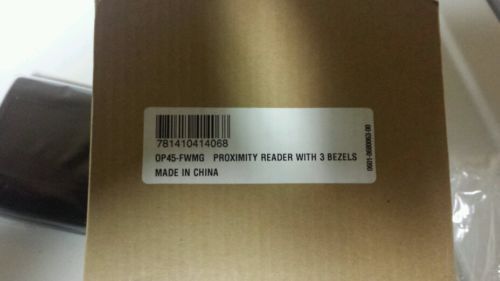 781410414068
OP45-FWMG PROXIMITY READER WITH 3 BEZELS
MADE IN CHINA